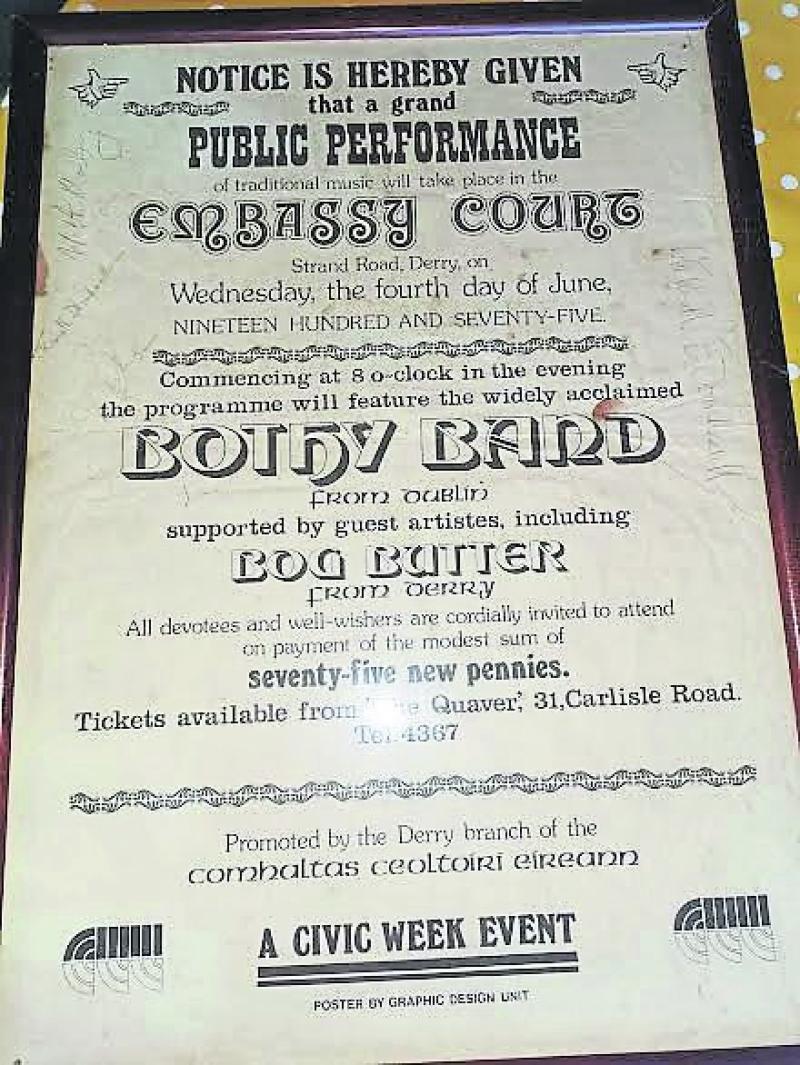 NOTICE IS HEREBY GIVEN
that a grand
PUBLIC PERFORMANCE
of traditional music will take place in the
EMBASSY COURT
Strand Road, Derry, on
Wednesday, the fourth day of June,
NINETEEN HUNDRED AND SEVENTY-FIVE.
Commencing at 8 o-clock in the evening
the programme will feature the widely acclaimed
BOTHY BAND
FROM DUBLIN
supported by guest artistes, including
BOG BUTTER
FROM DERRY
All devotees and well-wishers are cordially invited to attend
on payment of the modest sum of
seventy-five new pennies.
Tickets available from 'The Quaver', 31, Carlisle Road.
Tel. 4367
Promoted by the Derry branch of the
comhaltas ceoltoiri eireann
A CIVIC WEEK EVENT
POSTER BY GRAPHIC DESIGN UNIT